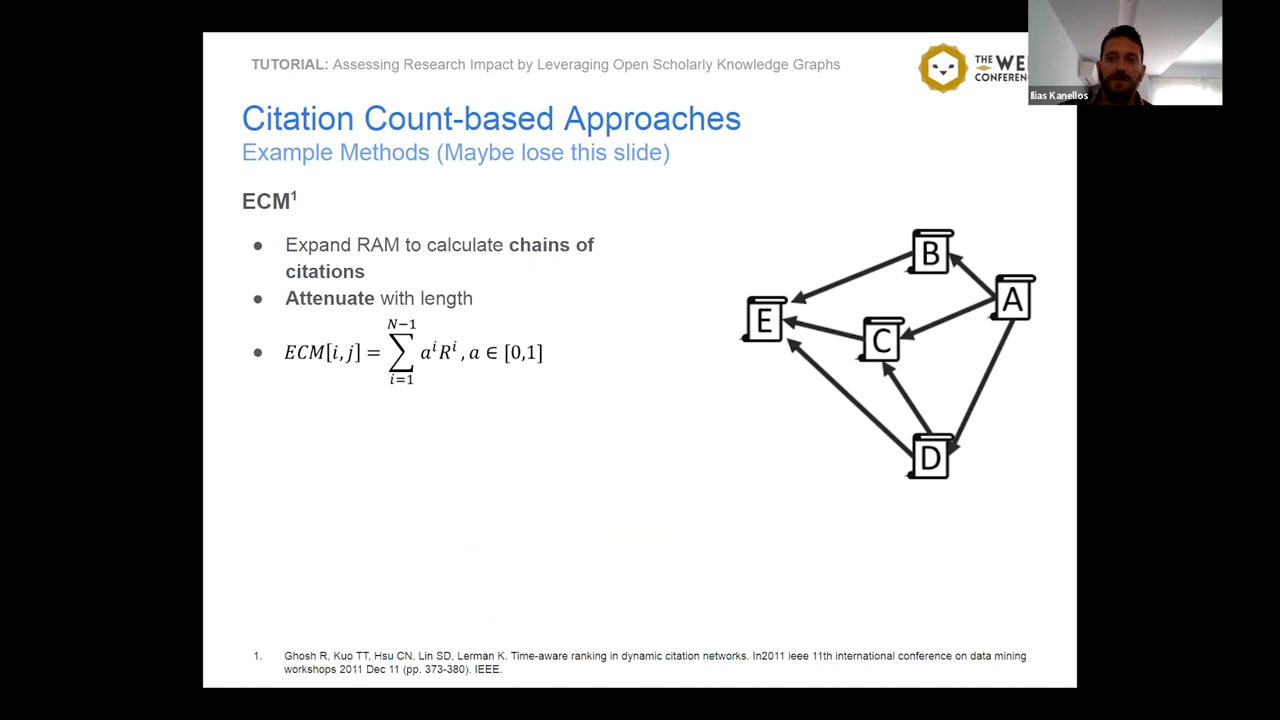 TUTORIAL: Assessing Research Impact by Leveraging Open Scholarly Knowledge Graphs
THE WE
CONFEREN
Ilias Kanellos
Citation Count-based Approaches
Example Methods (Maybe lose this slide)
ECM¹
● Expand RAM to calculate chains of
citations
● Attenuate with length
● ECM[i,j] = ∑_{i=1}^{N−1} aⁱRⁱ, a ∈ [0,1]
B
A
E
C
D
1. Ghosh R, Kuo TT, Hsu CN, Lin SD, Lerman K. Time-aware ranking in dynamic citation networks. In2011 ieee 11th international conference on data mining
workshops 2011 Dec 11 (pp. 373-380). IEEE.